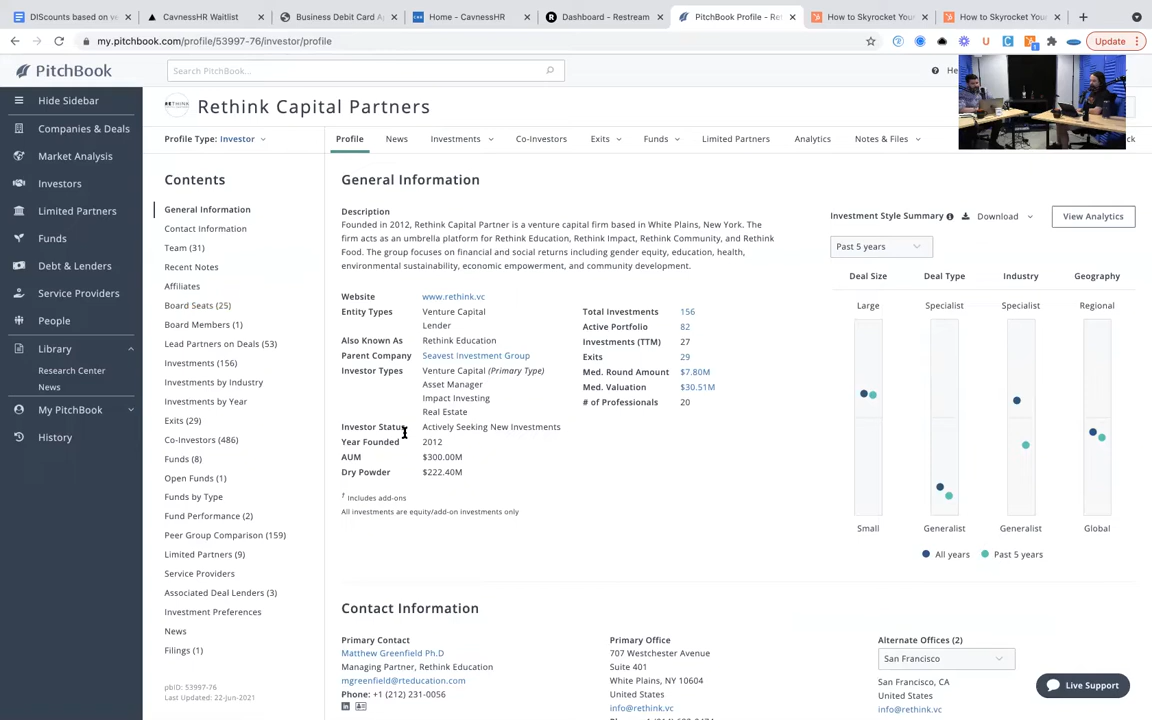 DIScounts based on v
CavnessHR Waitlist
Business Debit Card A
Home - CavnessHR
Dashboard - Restream
PitchBook Profile - Re
How to Skyrocket You
How to Skyrocket You
my.pitchbook.com/profile/53997-76/investor/profile
Update
PitchBook
Search PitchBook...
He
Hide Sidebar
Companies & Deals
Market Analysis
Investors
Limited Partners
Funds
Debt & Lenders
Service Providers
People
Library
Research Center
News
My PitchBook
History
RETHINK
Rethink Capital Partners
Profile Type: Investor
Profile
News
Investments
Co-Investors
Exits
Funds
Limited Partners
Analytics
Notes & Files
ck
Contents
General Information
Contact Information
Team (31)
Recent Notes
Affiliates
Board Seats (25)
Board Members (1)
Lead Partners on Deals (53)
Investments (156)
Investments by Industry
Investments by Year
Exits (29)
Co-Investors (486)
Funds (8)
Open Funds (1)
Funds by Type
Fund Performance (2)
Peer Group Comparison (159)
Limited Partners (9)
Service Providers
Associated Deal Lenders (3)
Investment Preferences
News
Filings (1)
pbID: 53997-76
Last Updated: 22-Jun-2021
General Information
Description
Founded in 2012, Rethink Capital Partner is a venture capital firm based in White Plains, New York. The
firm acts as an umbrella platform for Rethink Education, Rethink Impact, Rethink Community, and Rethink
Food. The group focuses on financial and social returns including gender equity, education, health,
environmental sustainability, economic empowerment, and community development.
Website www.rethink.vc
Entity Types Venture Capital
Lender
Also Known As Rethink Education
Parent Company Seavest Investment Group
Investor Types Venture Capital (Primary Type)
Asset Manager
Impact Investing
Real Estate
Investor Status Actively Seeking New Investments
Year Founded 2012
AUM $300.00M
Dry Powder $222.40M
Total Investments 156
Active Portfolio 82
Investments (TTM) 27
Exits 29
Med. Round Amount $7.80M
Med. Valuation $30.51M
# of Professionals 20
† Includes add-ons
All investments are equity/add-on investments only
Investment Style Summary
Download
View Analytics
Past 5 years
Deal Size Deal Type Industry Geography
Large Specialist Specialist Regional
Small Generalist Generalist Global
All years Past 5 years
Contact Information
Primary Contact
Matthew Greenfield Ph.D
Managing Partner, Rethink Education
mgreenfield@rteducation.com
Phone: +1 (212) 231-0056
Primary Office
707 Westchester Avenue
Suite 401
White Plains, NY 10604
United States
info@rethink.vc
Alternate Offices (2)
San Francisco
San Francisco, CA
United States
info@rethink.vc
Live Support